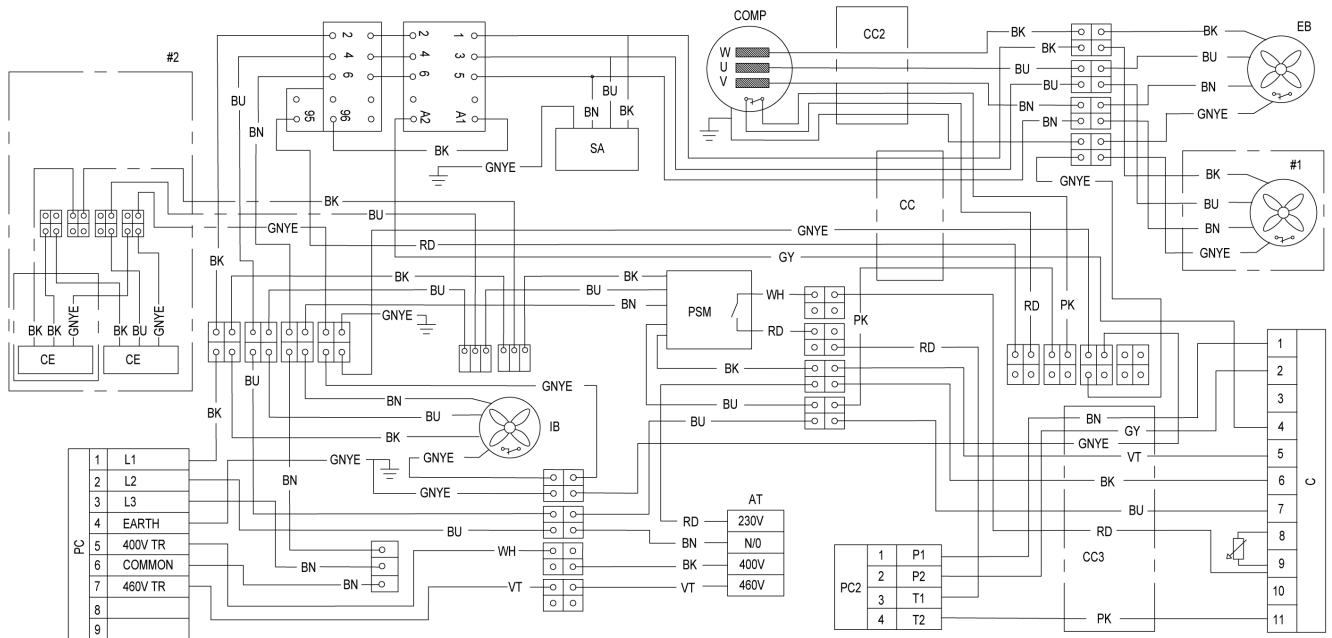 COMP
CC2
EB
#2
W
U
V
BK
BK
BU
BU
BN
BN
GNYE
BK
BU
BN
GNYE
2
4
6
95
96
2
4
6
A2
1
3
5
A1
BU
BN
BK
BN
BU
BK
SA
GNYE
#1
BK
BU
BN
GNYE
GNYE
CC
BK
BU
GNYE
RD
GNYE
GY
BK
BK
BU
BN
GNYE
BK
BU
BN
PSM
WH
RD
PK
RD
PK
RD
BK
BK
GNYE
BK
BU
GNYE
CE
CE
BU
BK
BN
BU
BK
IB
GNYE
BK
BU
BU
BN
GY
GNYE
VT
BK
BU
RD
PK
CC3
C
1
2
3
4
5
6
7
8
9
10
11
GNYE
GNYE
GNYE
BN
BU
BN
BN
WH
VT
PC
1 L1
2 L2
3 L3
4 EARTH
5 400V TR
6 COMMON
7 460V TR
8
9
AT
RD 230V
BN N/0
BK 400V
VT 460V
PC2
1 P1
2 P2
3 T1
4 T2